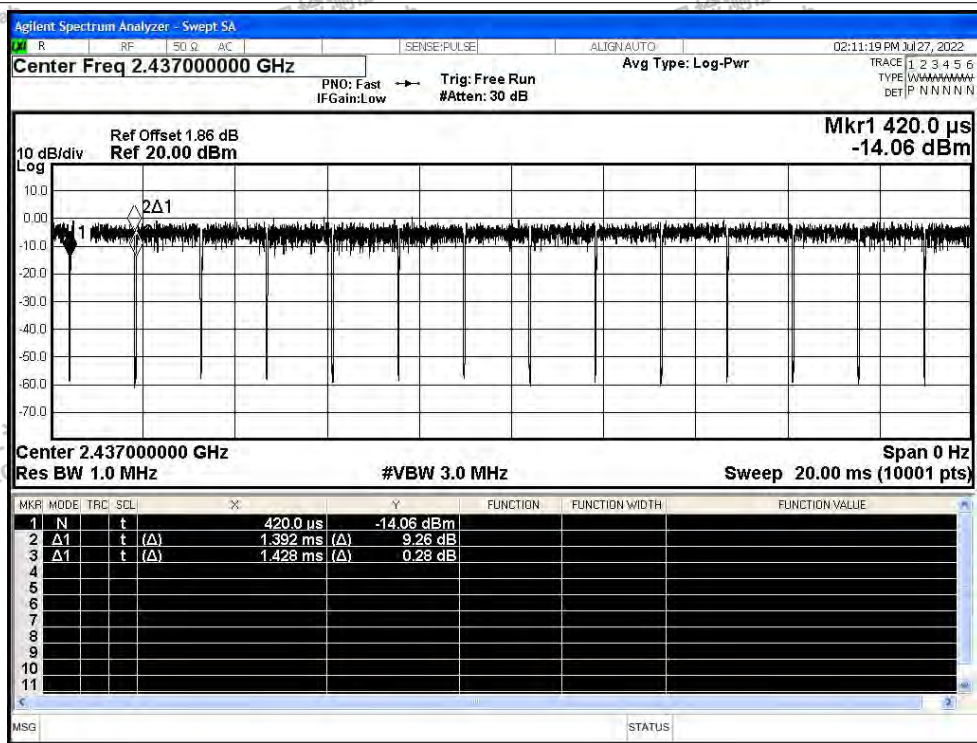 Agilent Spectrum Analyzer - Swept SA
R RF 50 Ω AC SENSE:PULSE ALIGN AUTO 02:11:19 PM Jul 27, 2022
Center Freq 2.437000000 GHz Avg Type: Log-Pwr TRACE 1 2 3 4 5 6
PNO: Fast Trig: Free Run TYPE WWWWWW
IFGain:Low #Atten: 30 dB DET P N N N N N
Mkr1 420.0 µs
Ref Offset 1.86 dB
10 dB/div Ref 20.00 dBm -14.06 dBm
Log
10.0
2Δ1
0.00
1
-10.0
-20.0
-30.0
-40.0
-50.0
-60.0
-70.0
Center 2.437000000 GHz Span 0 Hz
Res BW 1.0 MHz #VBW 3.0 MHz Sweep 20.00 ms (10001 pts)
MKR MODE TRC SCL X Y FUNCTION FUNCTION WIDTH FUNCTION VALUE
1 N t 420.0 µs -14.06 dBm
2 Δ1 t (Δ) 1.392 ms (Δ) 9.26 dB
3 Δ1 t (Δ) 1.428 ms (Δ) 0.28 dB
4
5
6
7
8
9
10
11
MSG STATUS